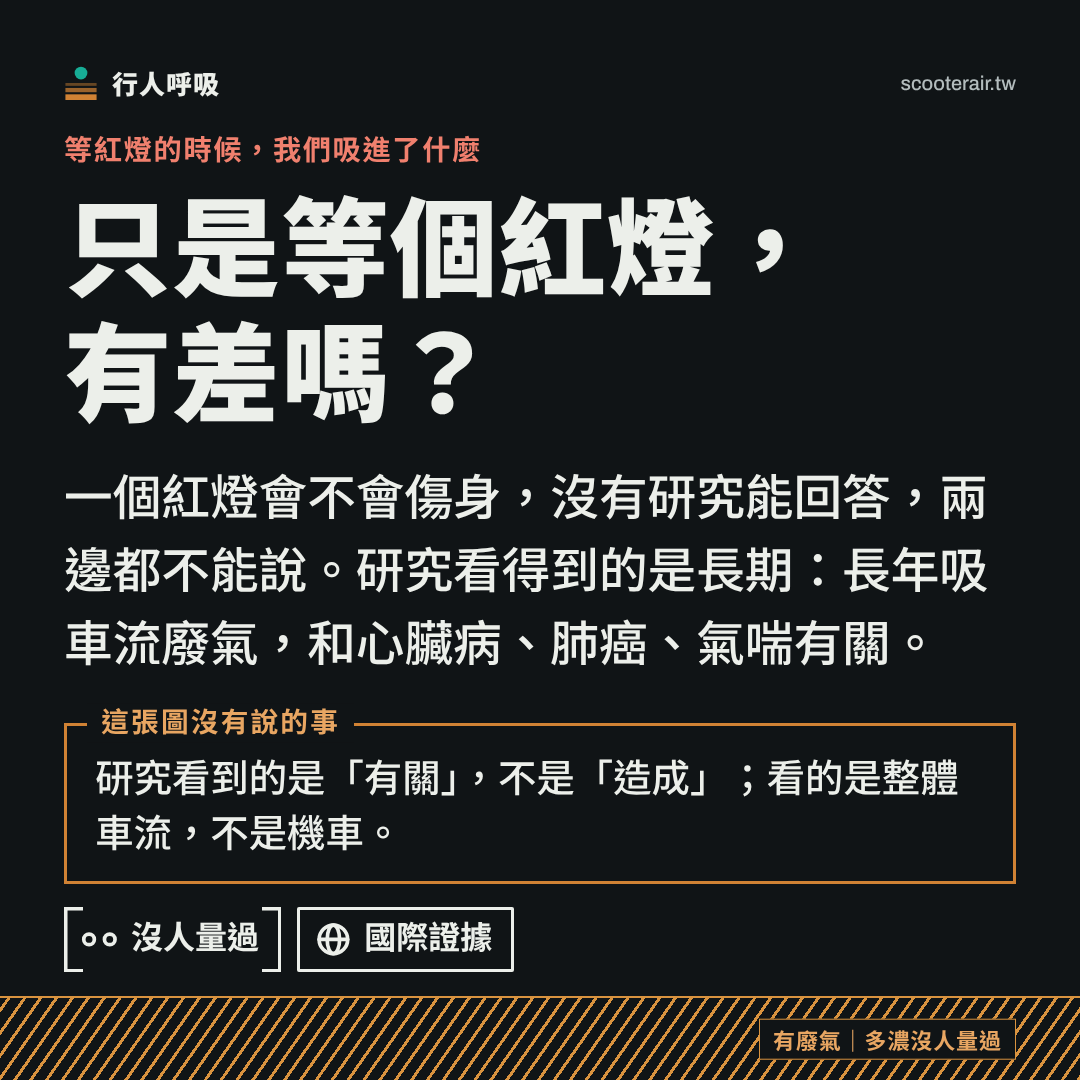 行人呼吸
scooterair.tw
等紅燈的時候，我們吸進了什麼
只是等個紅燈，
有差嗎？
一個紅燈會不會傷身，沒有研究能回答，兩
邊都不能說。研究看得到的是長期：長年吸
車流廢氣，和心臟病、肺癌、氣喘有關。
這張圖沒有說的事
研究看到的是「有關」，不是「造成」；看的是整體
車流，不是機車。
沒人量過
國際證據
有廢氣｜多濃沒人量過